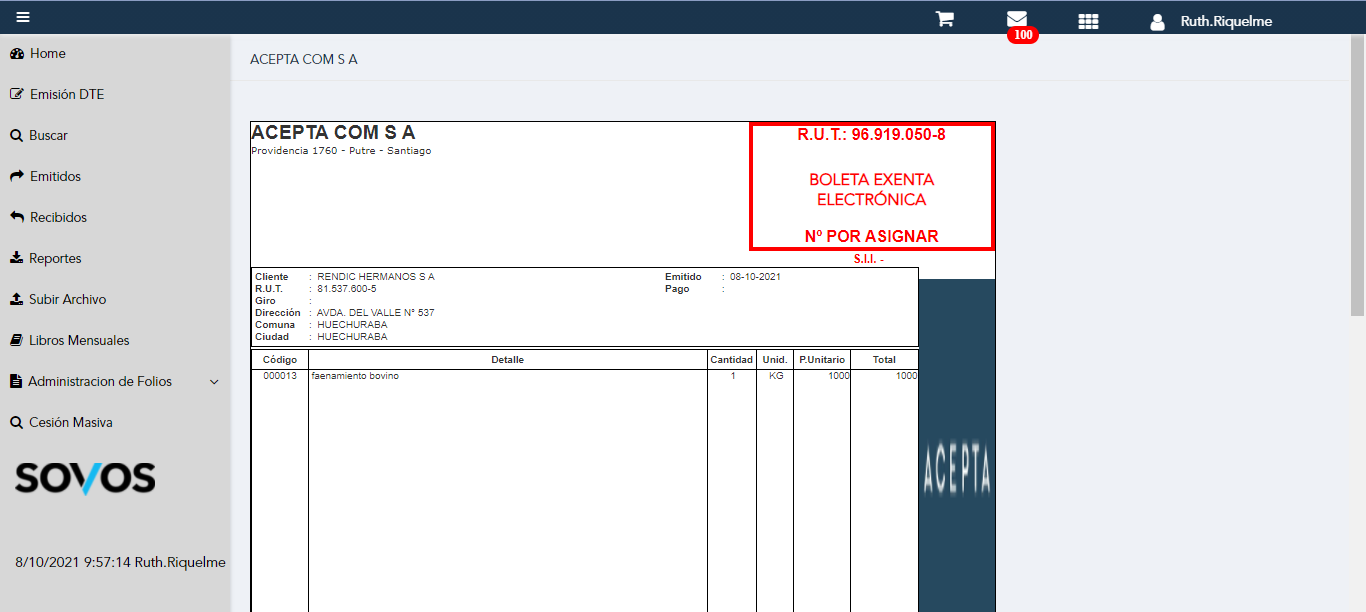 Ruth.Riquelme
100
Home
Emisión DTE
Buscar
Emitidos
Recibidos
Reportes
Subir Archivo
Libros Mensuales
Administracion de Folios
Cesión Masiva
SOVOS
8/10/2021 9:57:14 Ruth.Riquelme
ACEPTA COM S A
ACEPTA COM S A
Providencia 1760 - Putre - Santiago
R.U.T.: 96.919.050-8
BOLETA EXENTA
ELECTRÓNICA
Nº POR ASIGNAR
S.I.I. -
Cliente : RENDIC HERMANOS S A Emitido : 08-10-2021
R.U.T. : 81.537.600-5 Pago :
Giro :
Dirección : AVDA. DEL VALLE N° 537
Comuna : HUECHURABA
Ciudad : HUECHURABA
Código Detalle Cantidad Unid. P.Unitario Total
000013 faenamiento bovino 1 KG 1000 1000
ACEPTA